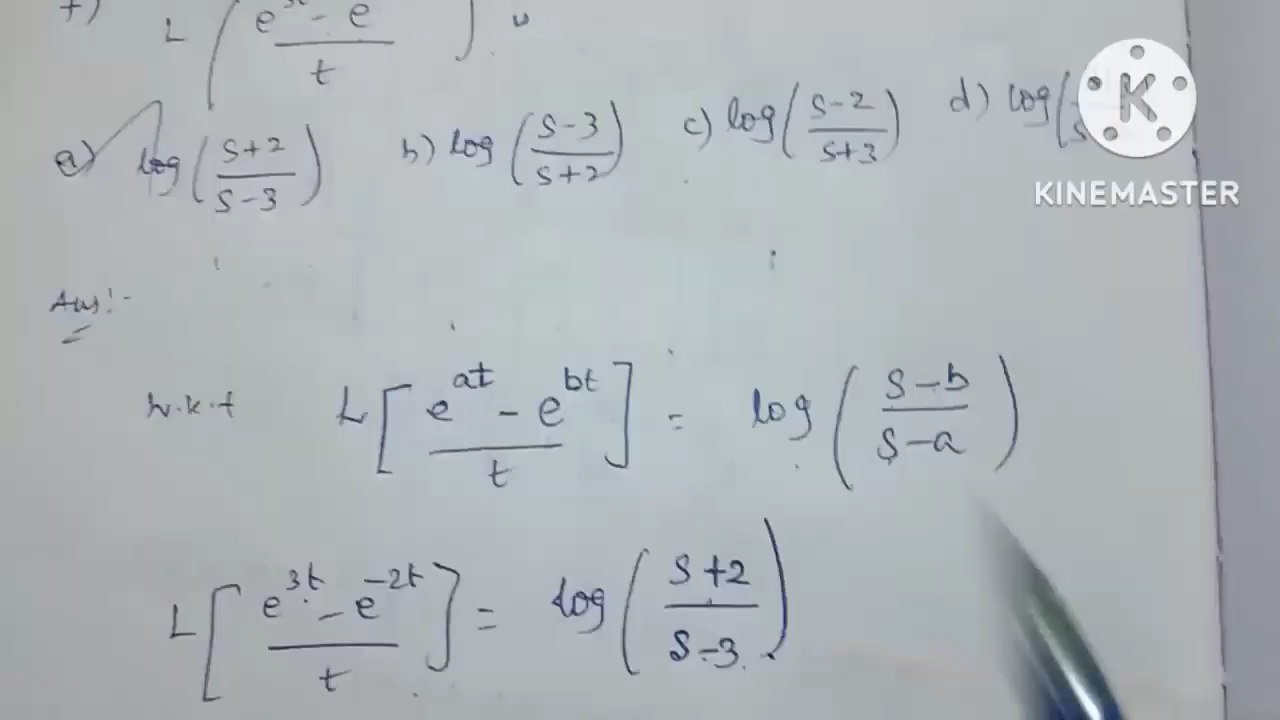 L ( e^3t - e / t ) is
a) log( s+2 / s-3 ) b) log( s-3 / s+2 ) c) log( s-2 / s+3 ) d) log(
K
KINEMASTER
Ans:-
w.k.t L[ e^at - e^bt / t ] = log( s-b / s-a )
L[ e^3t - e^-2t / t ] = log( s+2 / s-3 )